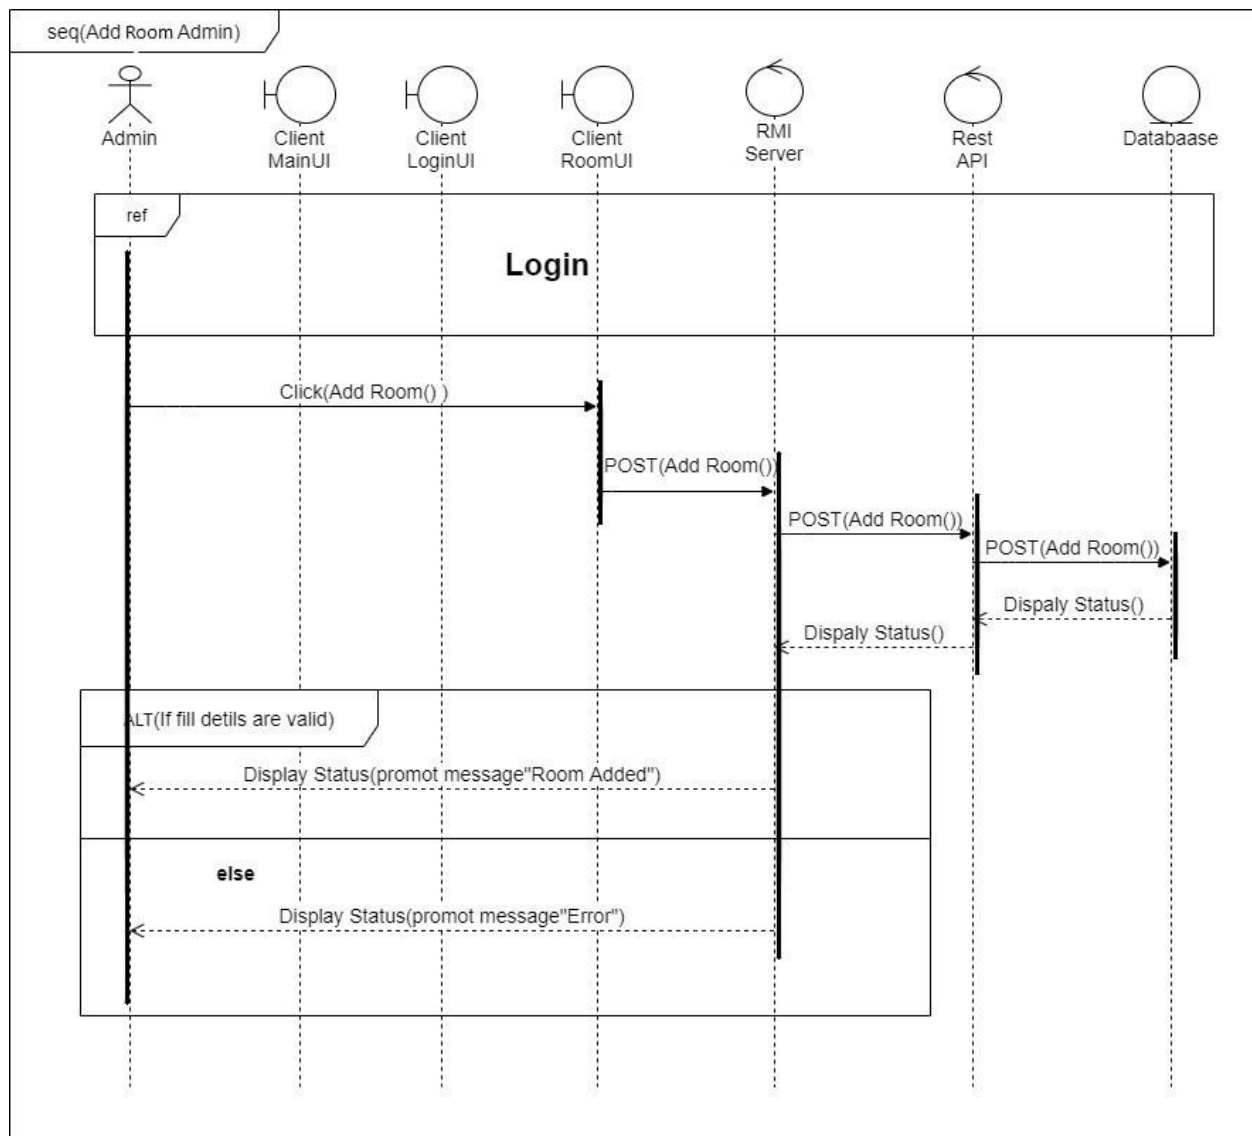 seq(Add Room Admin)
Admin
Client
MainUI
Client
LoginUI
Client
RoomUI
RMI
Server
Rest
API
Databaase
ref
Login
Click(Add Room() )
POST(Add Room())
POST(Add Room())
POST(Add Room())
Dispaly Status()
Dispaly Status()
ALT(If fill detils are valid)
Display Status(promot message"Room Added")
else
Display Status(promot message"Error")